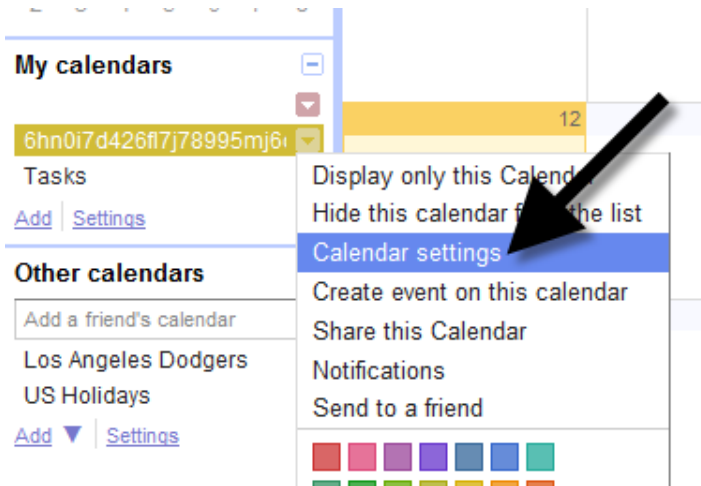 My calendars
12
6hn0i7d426fl7j78995mj6
Tasks
Add Settings
Other calendars
Add a friend's calendar
Los Angeles Dodgers
US Holidays
Add Settings
Display only this Calendar
Hide this calendar from the list
Calendar settings
Create event on this calendar
Share this Calendar
Notifications
Send to a friend